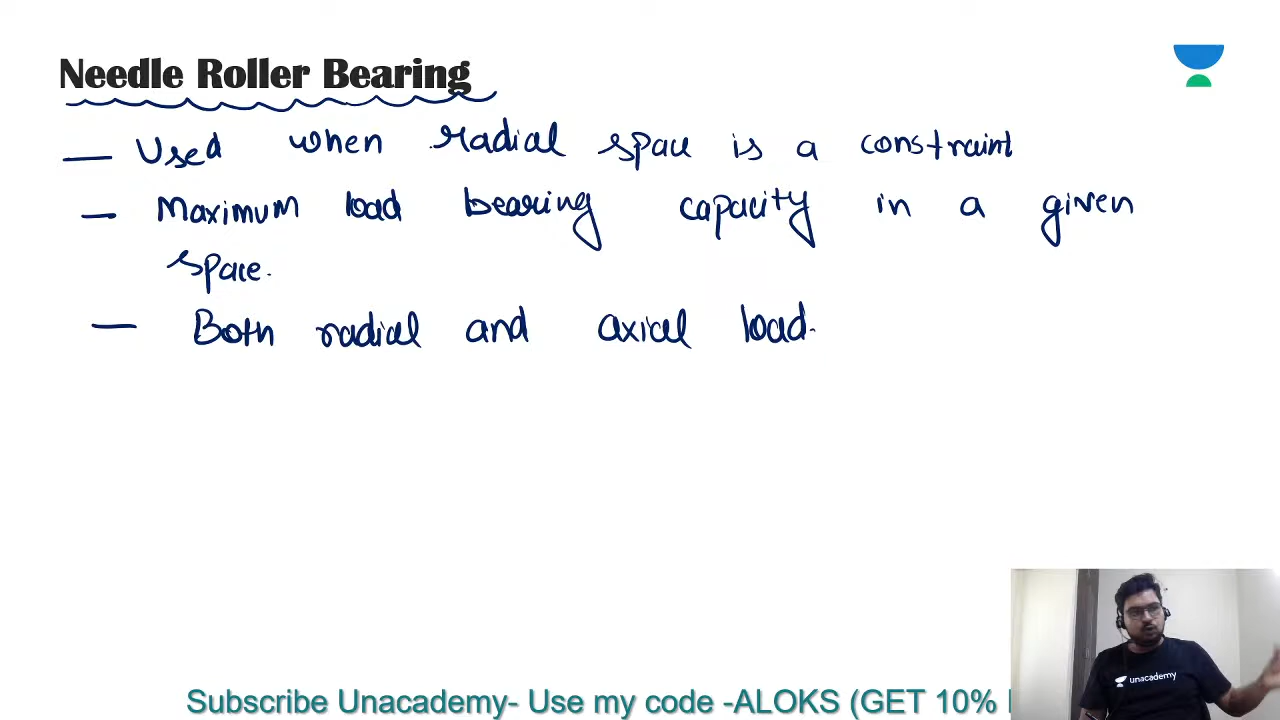 Needle Roller Bearing
— Used when radial space is a constraint
— Maximum load bearing capacity in a given
space.
— Both radial and axial load.
unacademy
Subscribe Unacademy- Use my code -ALOKS (GET 10%